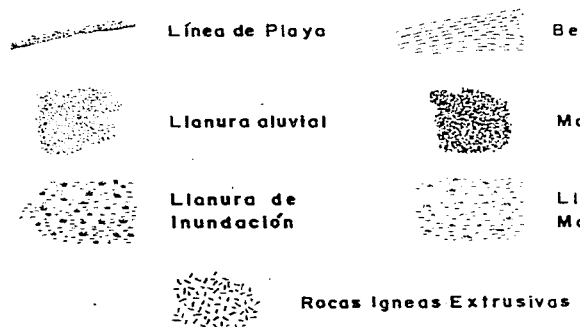 Línea de Playa
Be
Llanura aluvial
Ma
Llanura de
Inundación
Li
Ma
Rocas Igneas Extrusivas